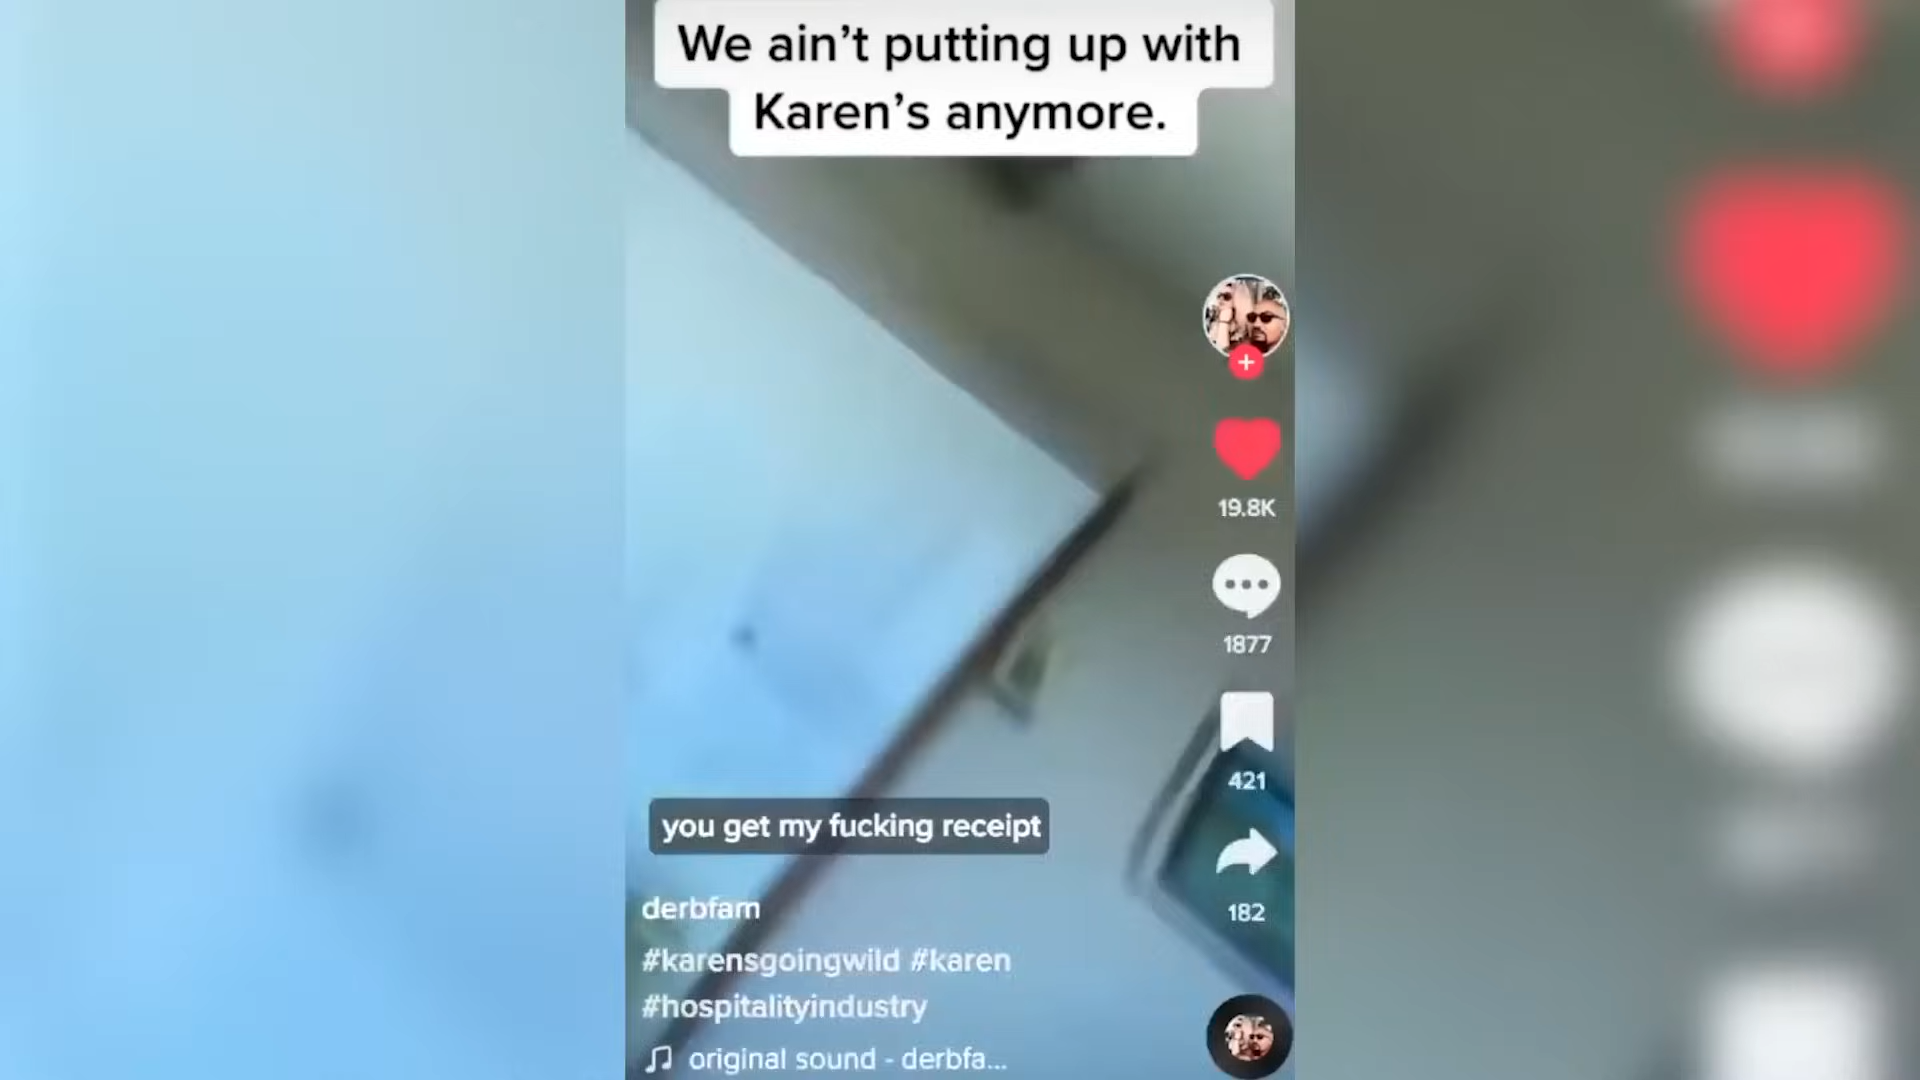 We ain’t putting up with
Karen’s anymore.
19.8K
1877
421
you get my fucking receipt
182
derbfam
#karensgoingwild #karen
#hospitalityindustry
original sound - derbfa...